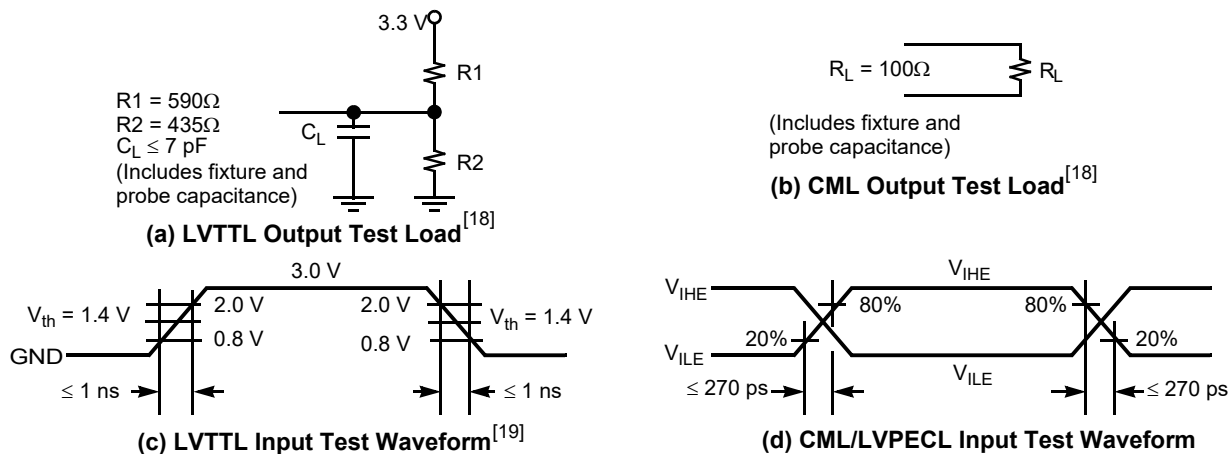 3.3 V
R1
R1 = 590Ω
R2 = 435Ω
C_L ≤ 7 pF
(Includes fixture and
probe capacitance)
C_L
R2
(a) LVTTL Output Test Load[18]
R_L = 100Ω
R_L
(Includes fixture and
probe capacitance)
(b) CML Output Test Load[18]
3.0 V
V_th = 1.4 V
2.0 V
0.8 V
2.0 V
0.8 V
V_th = 1.4 V
GND
≤ 1 ns
≤ 1 ns
(c) LVTTL Input Test Waveform[19]
V_IHE
V_IHE
80%
80%
20%
20%
V_ILE
V_ILE
≤ 270 ps
≤ 270 ps
(d) CML/LVPECL Input Test Waveform